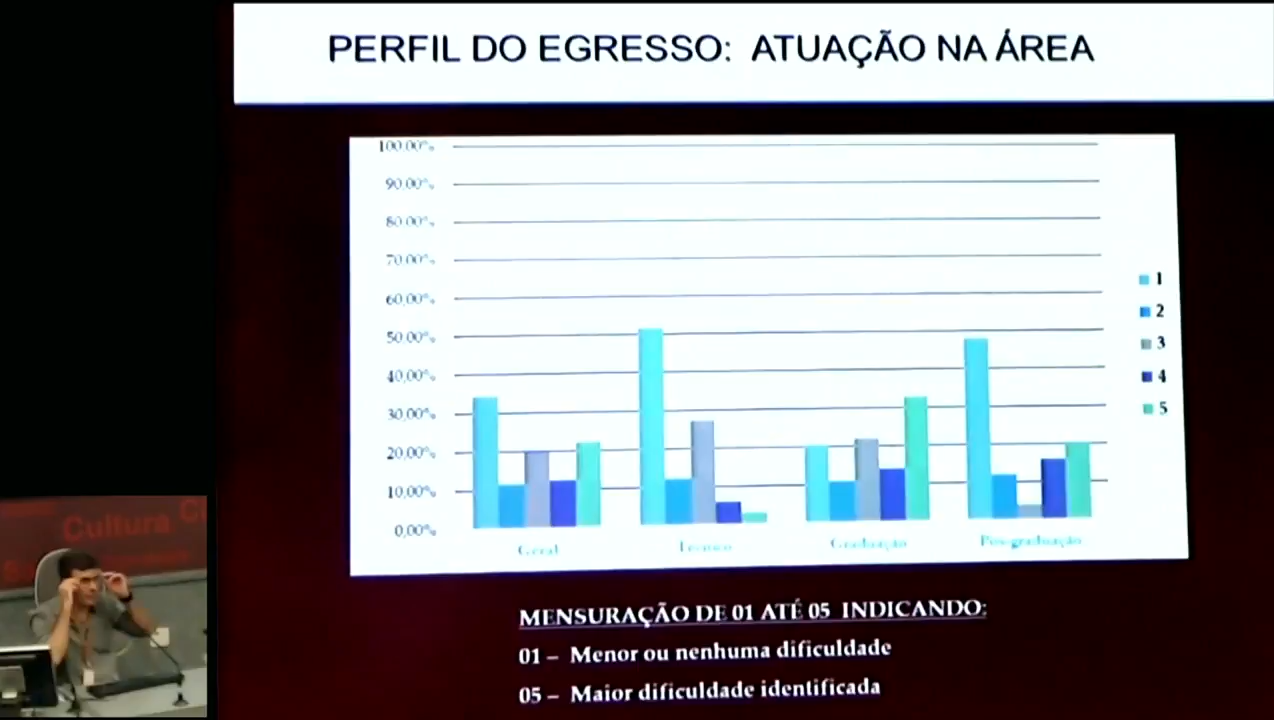 PERFIL DO EGRESSO: ATUAÇÃO NA ÁREA
100.00%
90.00%
80.00%
70.00%
60.00%
50.00%
40.00%
30.00%
20.00%
10.00%
0.00%
1
2
3
4
5
Geral
Técnico
Graduação
Pós-graduação
MENSURAÇÃO DE 01 ATÉ 05 INDICANDO:
01 – Menor ou nenhuma dificuldade
05 – Maior dificuldade identificada
Cultura